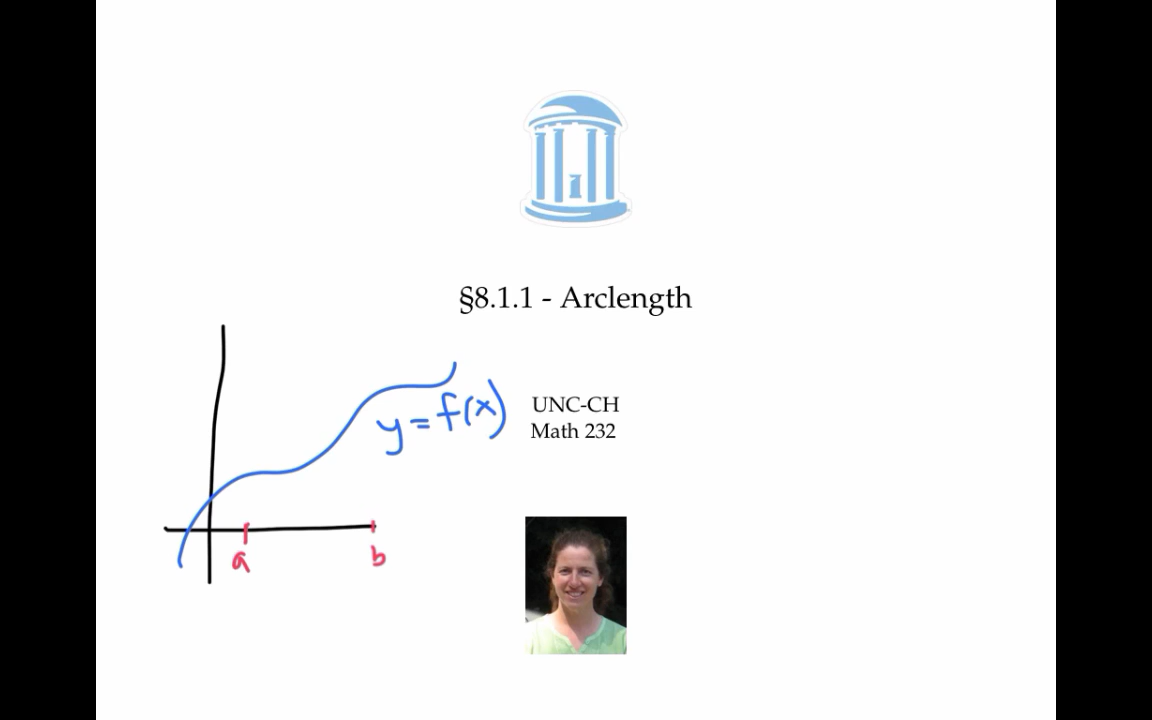 §8.1.1 - Arclength
y=f(x)
UNC-CH
Math 232
a
b